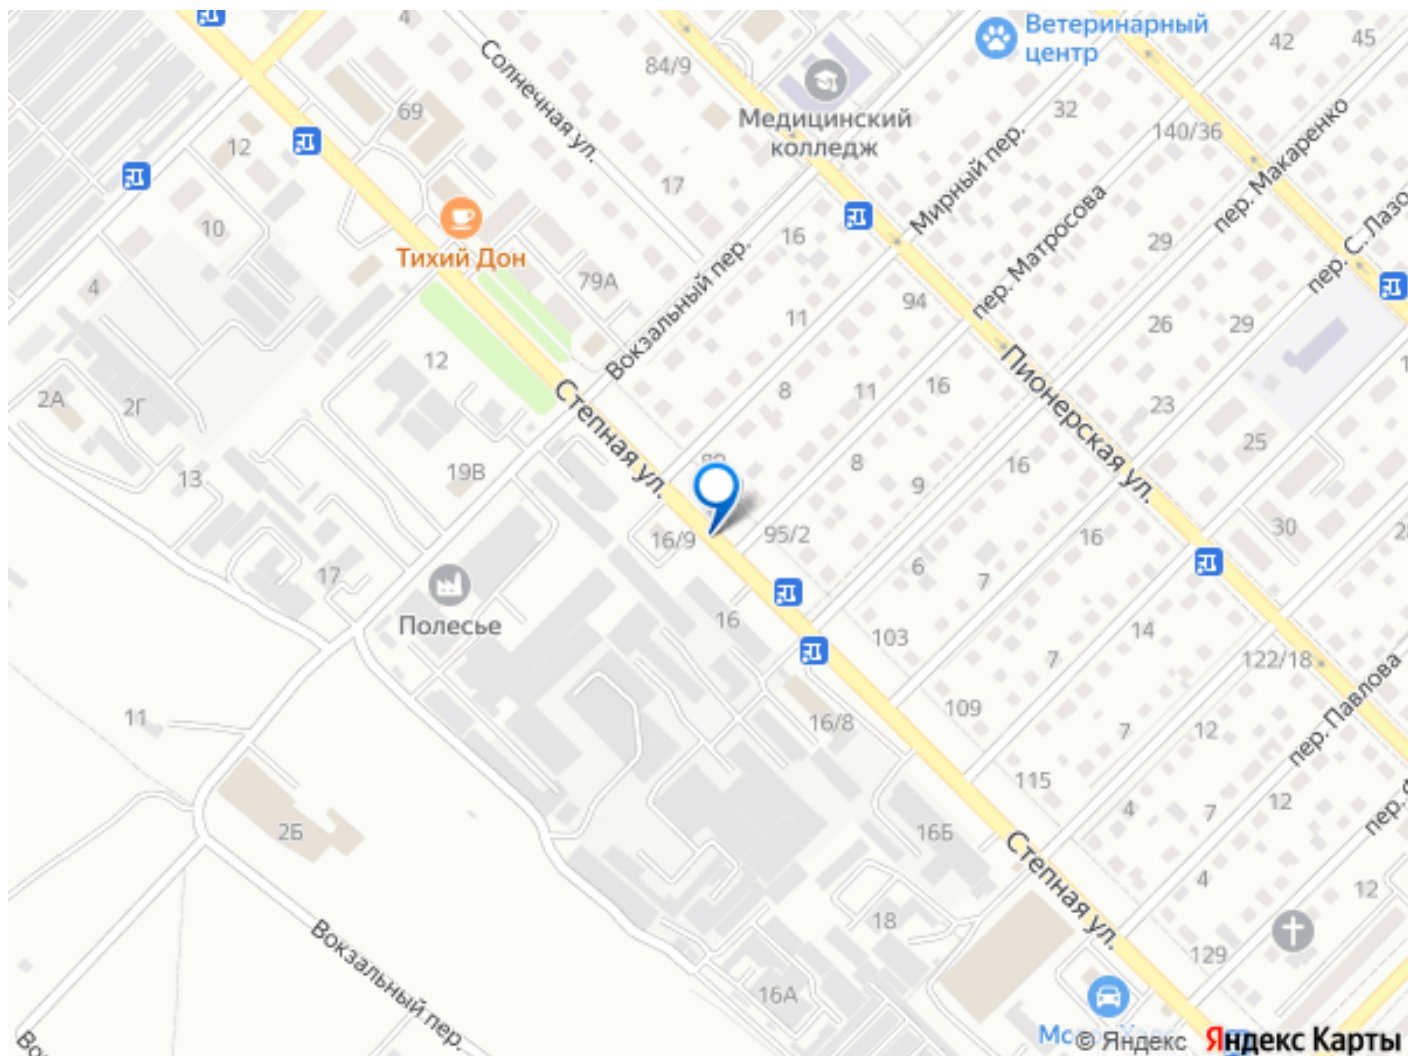 4
Солнечная ул.
84/9
Ветеринарный
центр
42
45
69
12
Медицинский
колледж
32
140/36
Мирный пер.
пер. Макаренко
17
10
16
пер. Матросова
29
пер. С. Лазо
Тихий Дон
79А
4
Вокзальный пер.
94
11
26
29
12
2А
2Г
Степная ул.
8
11
16
Пионерская ул.
23
25
13
19В
8
9
16
16/9
95/2
30
16
17
6
7
Полесье
16
103
14
7
122/18
11
109
16/8
7
12
пер. Павлова
115
2Б
16Б
4
7
12
пер.
Степная ул.
4
12
18
Вокзальный пер.
129
16А
© Яндекс
Яндекс Карты